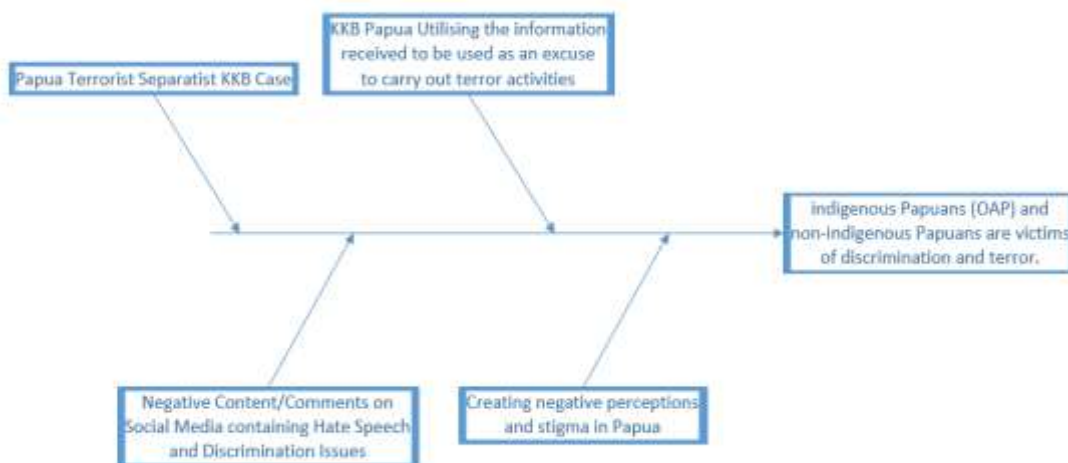 KKB Papua Utilising the information
received to be used as an excuse
to carry out terror activities
Papua Terrorist Separatist KKB Case
indigenous Papuans (OAP) and
non-indigenous Papuans are victims
of discrimination and terror.
Negative Content/Comments on
Social Media containing Hate Speech
and Discrimination Issues
Creating negative perceptions
and stigma in Papua